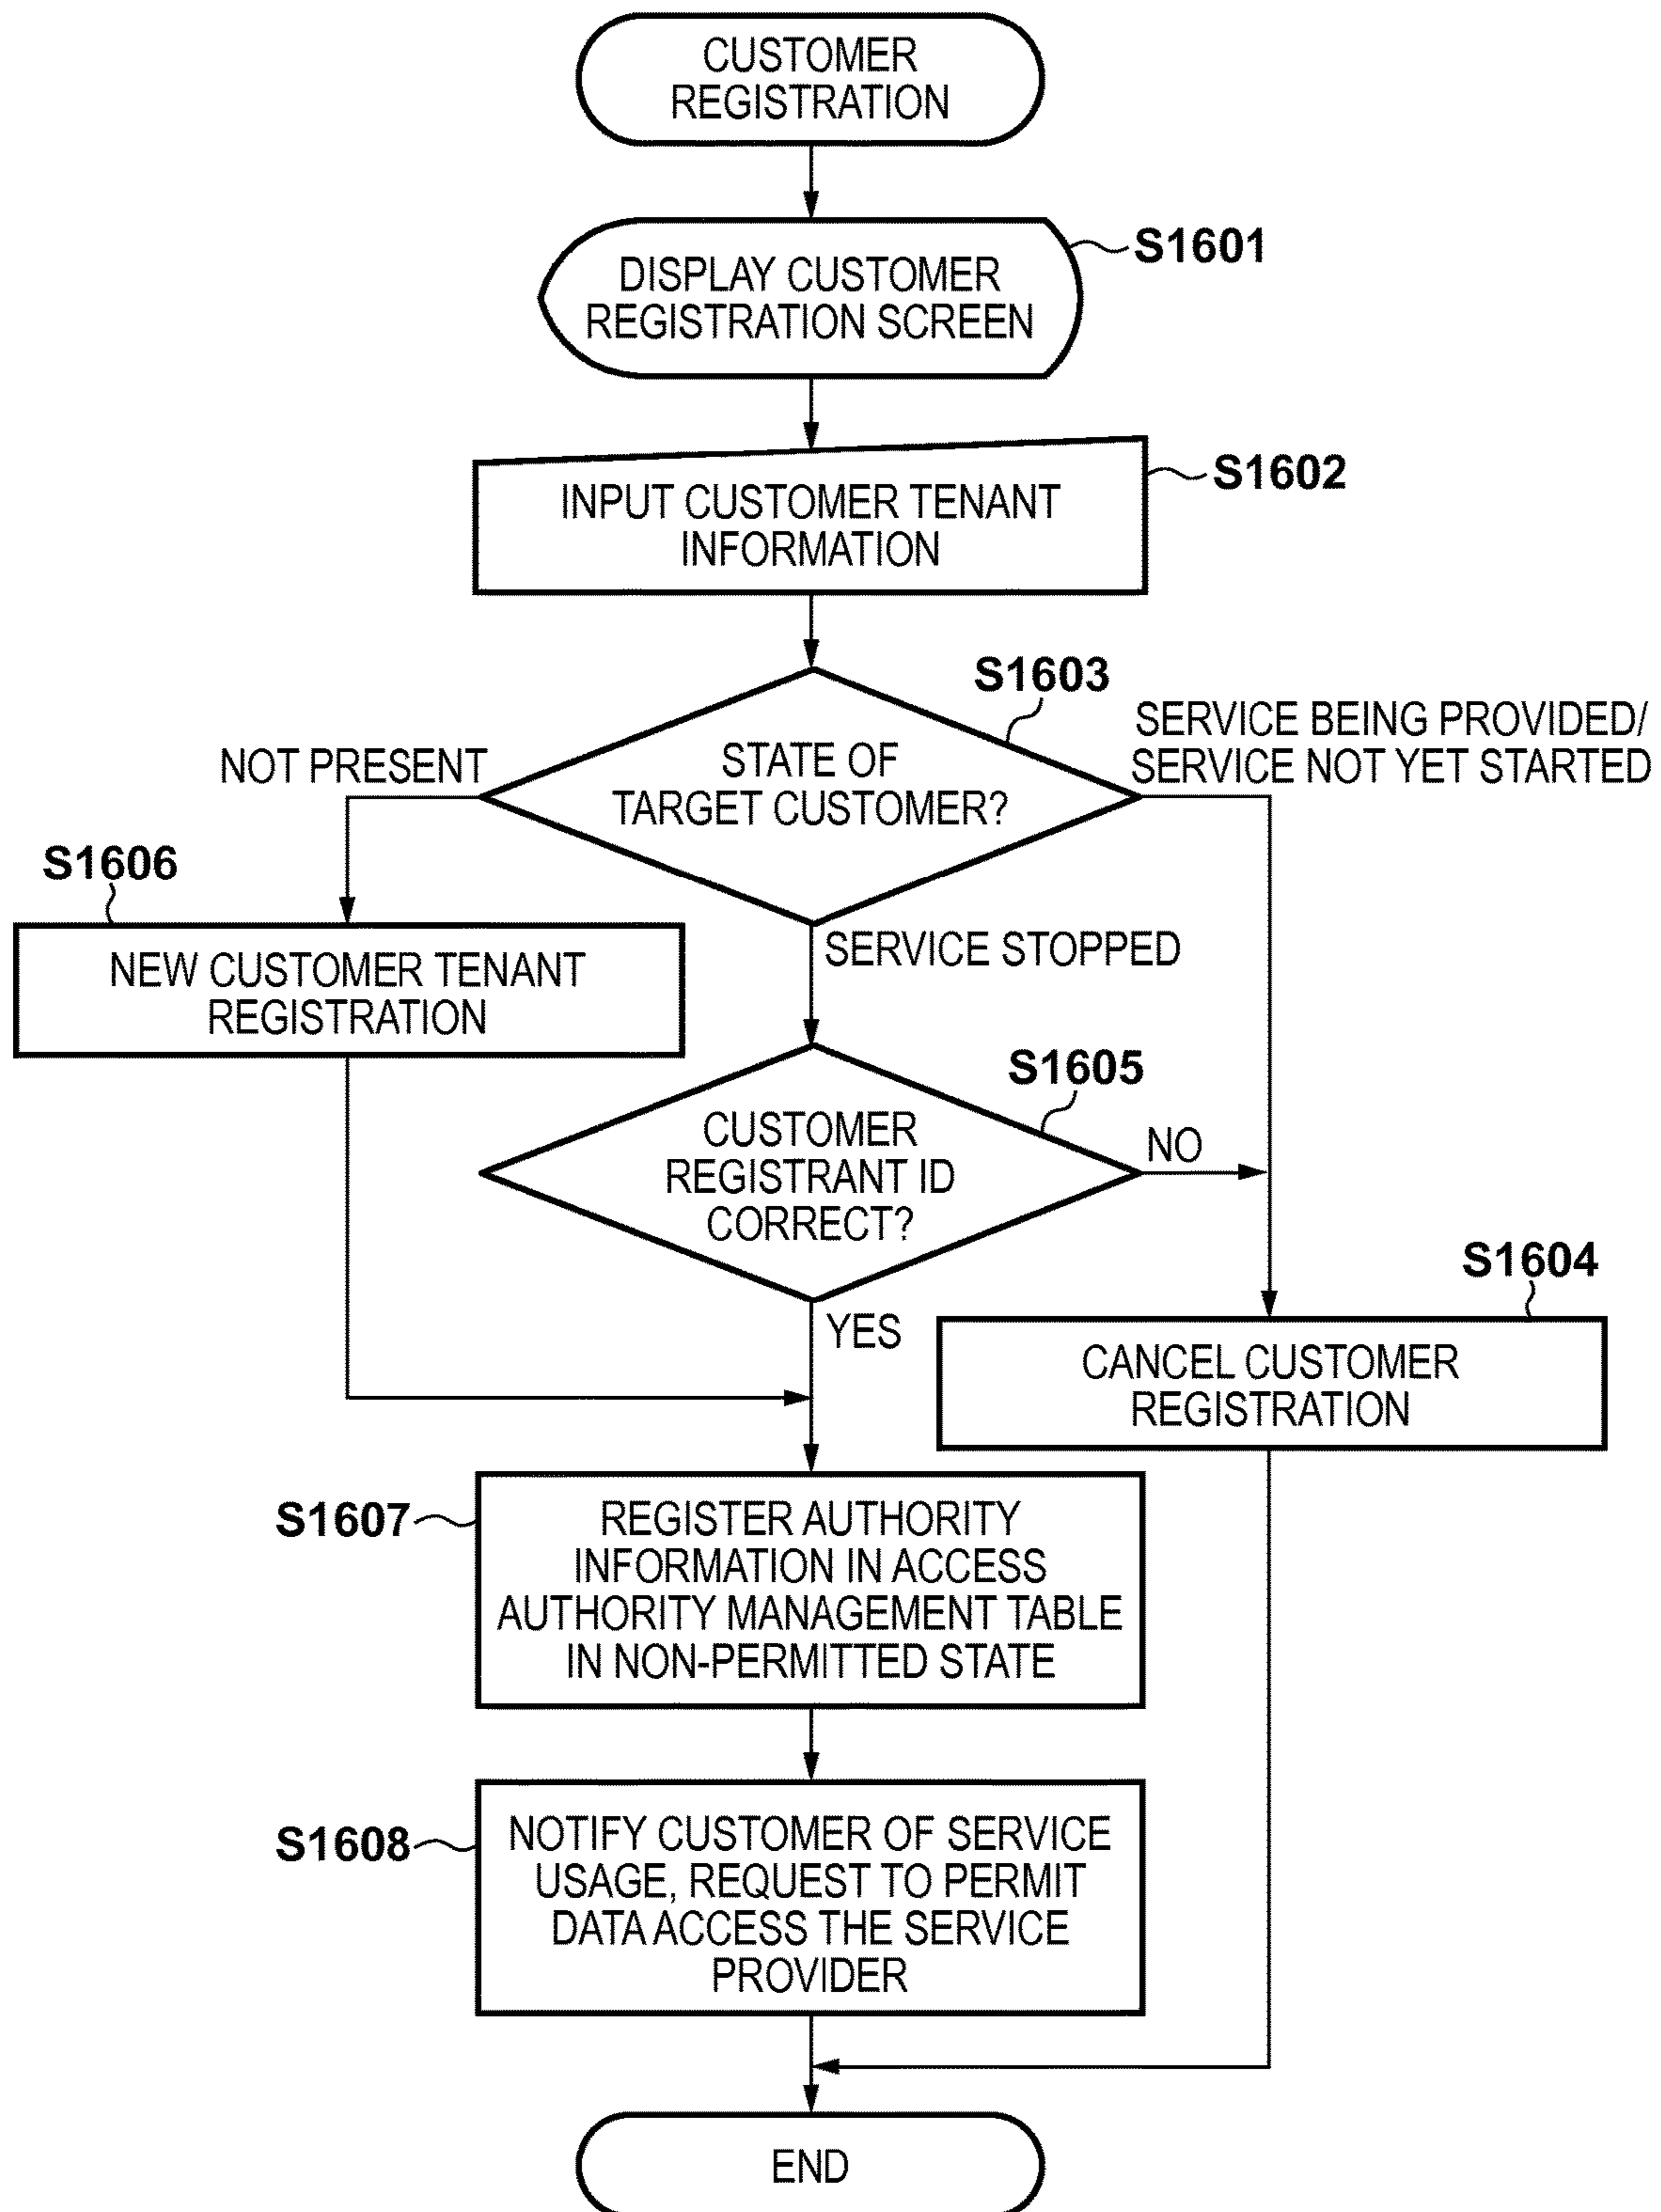 CUSTOMER
REGISTRATION
S1601
DISPLAY CUSTOMER
REGISTRATION SCREEN
S1602
INPUT CUSTOMER TENANT
INFORMATION
S1603
STATE OF
TARGET CUSTOMER?
NOT PRESENT
SERVICE BEING PROVIDED/
SERVICE NOT YET STARTED
S1606
NEW CUSTOMER TENANT
REGISTRATION
SERVICE STOPPED
S1605
CUSTOMER
REGISTRANT ID
CORRECT?
NO
YES
S1604
CANCEL CUSTOMER
REGISTRATION
S1607
REGISTER AUTHORITY
INFORMATION IN ACCESS
AUTHORITY MANAGEMENT TABLE
IN NON-PERMITTED STATE
S1608
NOTIFY CUSTOMER OF SERVICE
USAGE, REQUEST TO PERMIT
DATA ACCESS THE SERVICE
PROVIDER
END